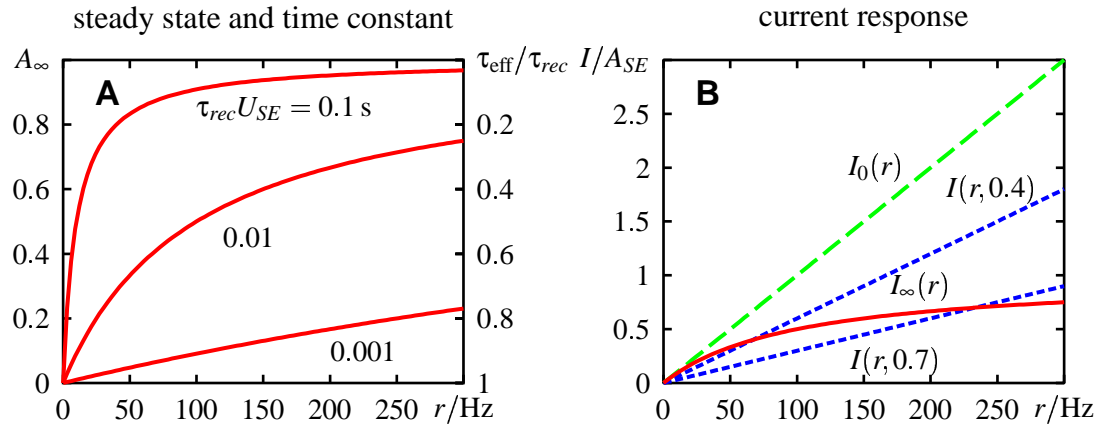 steady state and time constant
current response
A∞
τeff/τrec
I/ASE
A
B
τrecUSE = 0.1 s
0.01
0.001
0.8
0.6
0.4
0.2
0
0.2
0.4
0.6
0.8
1
0 50 100 150 200 250 r/Hz
2.5
2
1.5
1
0.5
0
I0(r)
I(r,0.4)
I∞(r)
I(r,0.7)
0 50 100 150 200 250 r/Hz